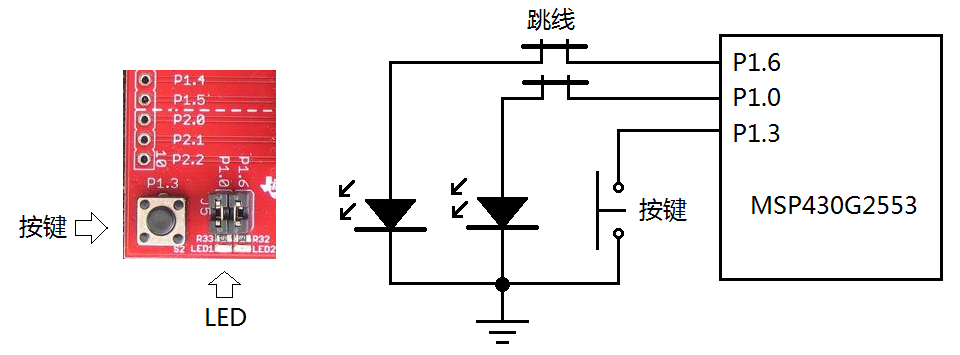 跳线
P1.4
P1.5
P2.0
P2.1
10
P2.2
P1.3
P1.0
P1.6
J5
R33
R32
LED1
LED2
S2
按键
LED
P1.6
P1.0
P1.3
按键
MSP430G2553